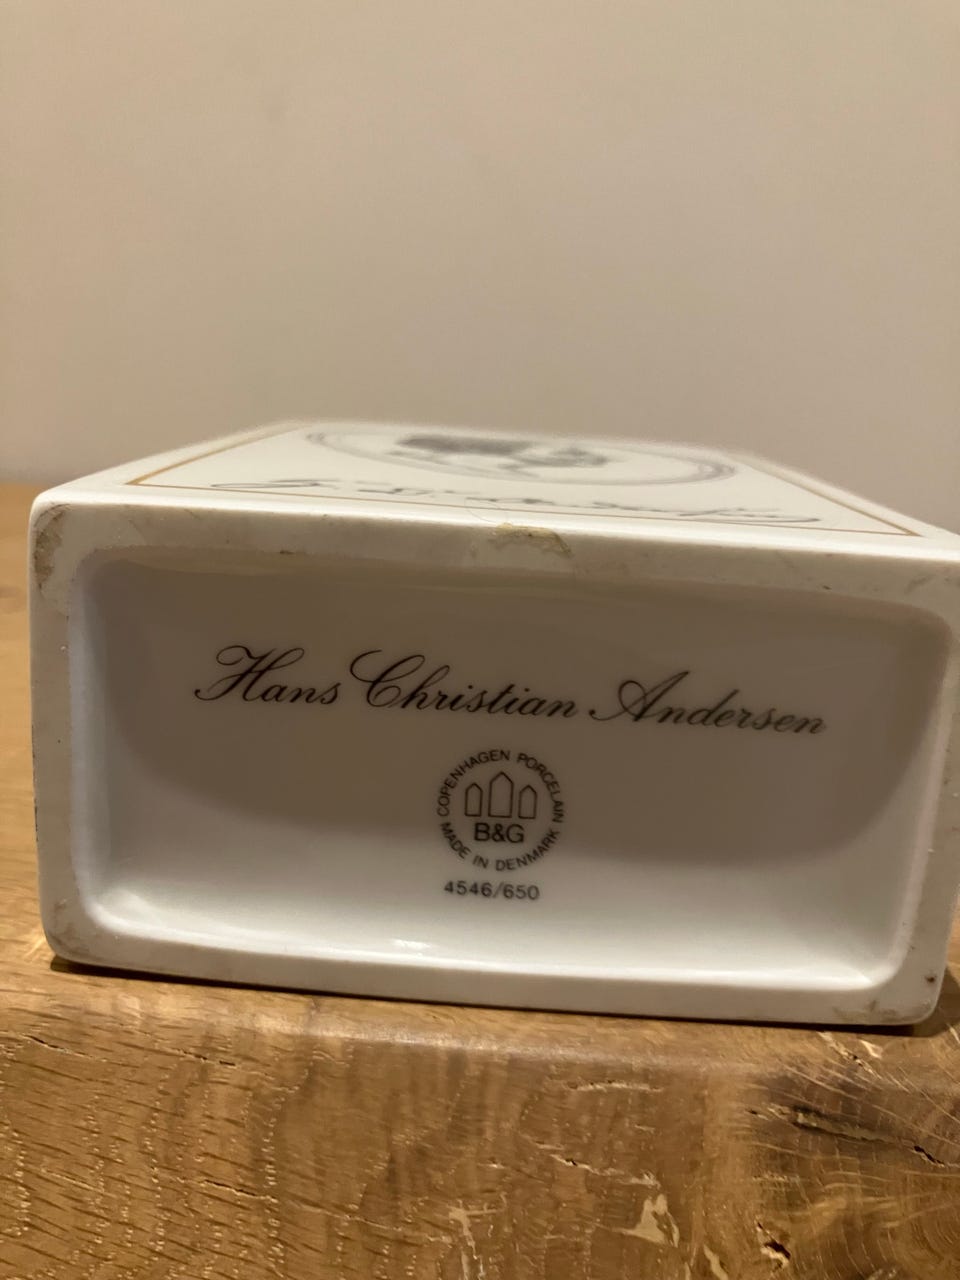 Hans Christian Andersen
COPENHAGEN PORCELAIN
B&G
MADE IN DENMARK
4546/650